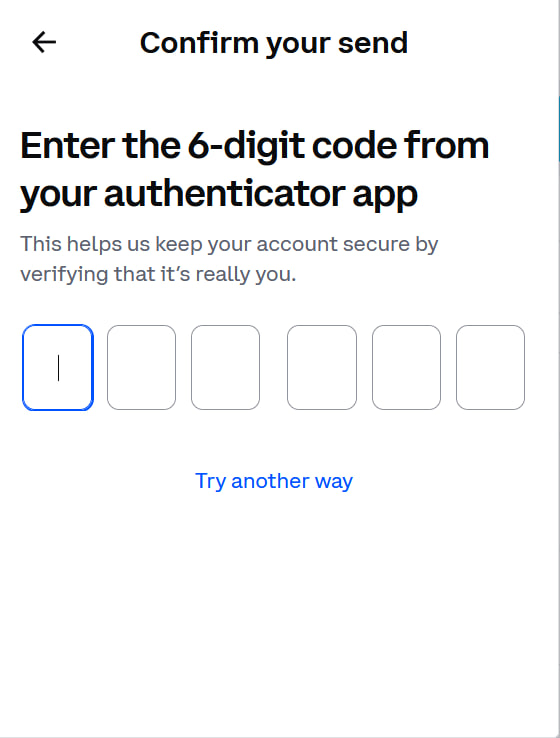 Confirm your send
Enter the 6-digit code from
your authenticator app
This helps us keep your account secure by
verifying that it’s really you.
Try another way